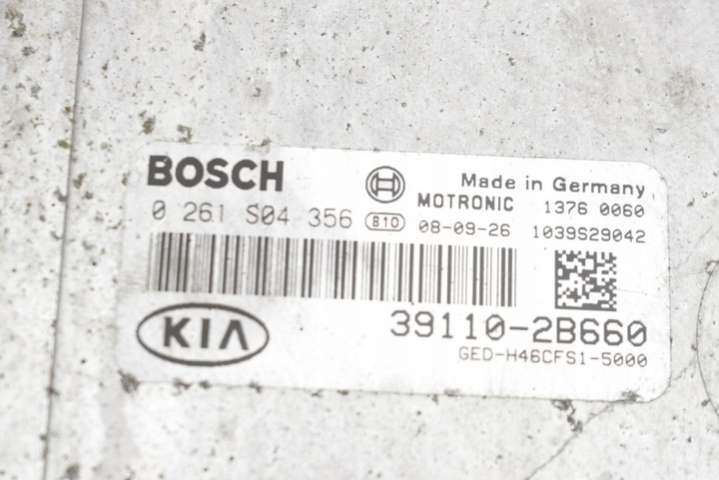 BOSCH
Made in Germany
MOTRONIC 1376 0060
0 261 S04 356 810 08-09-26 1039S29042
39110-2B660
KIA
GED-H46CFS1-5000